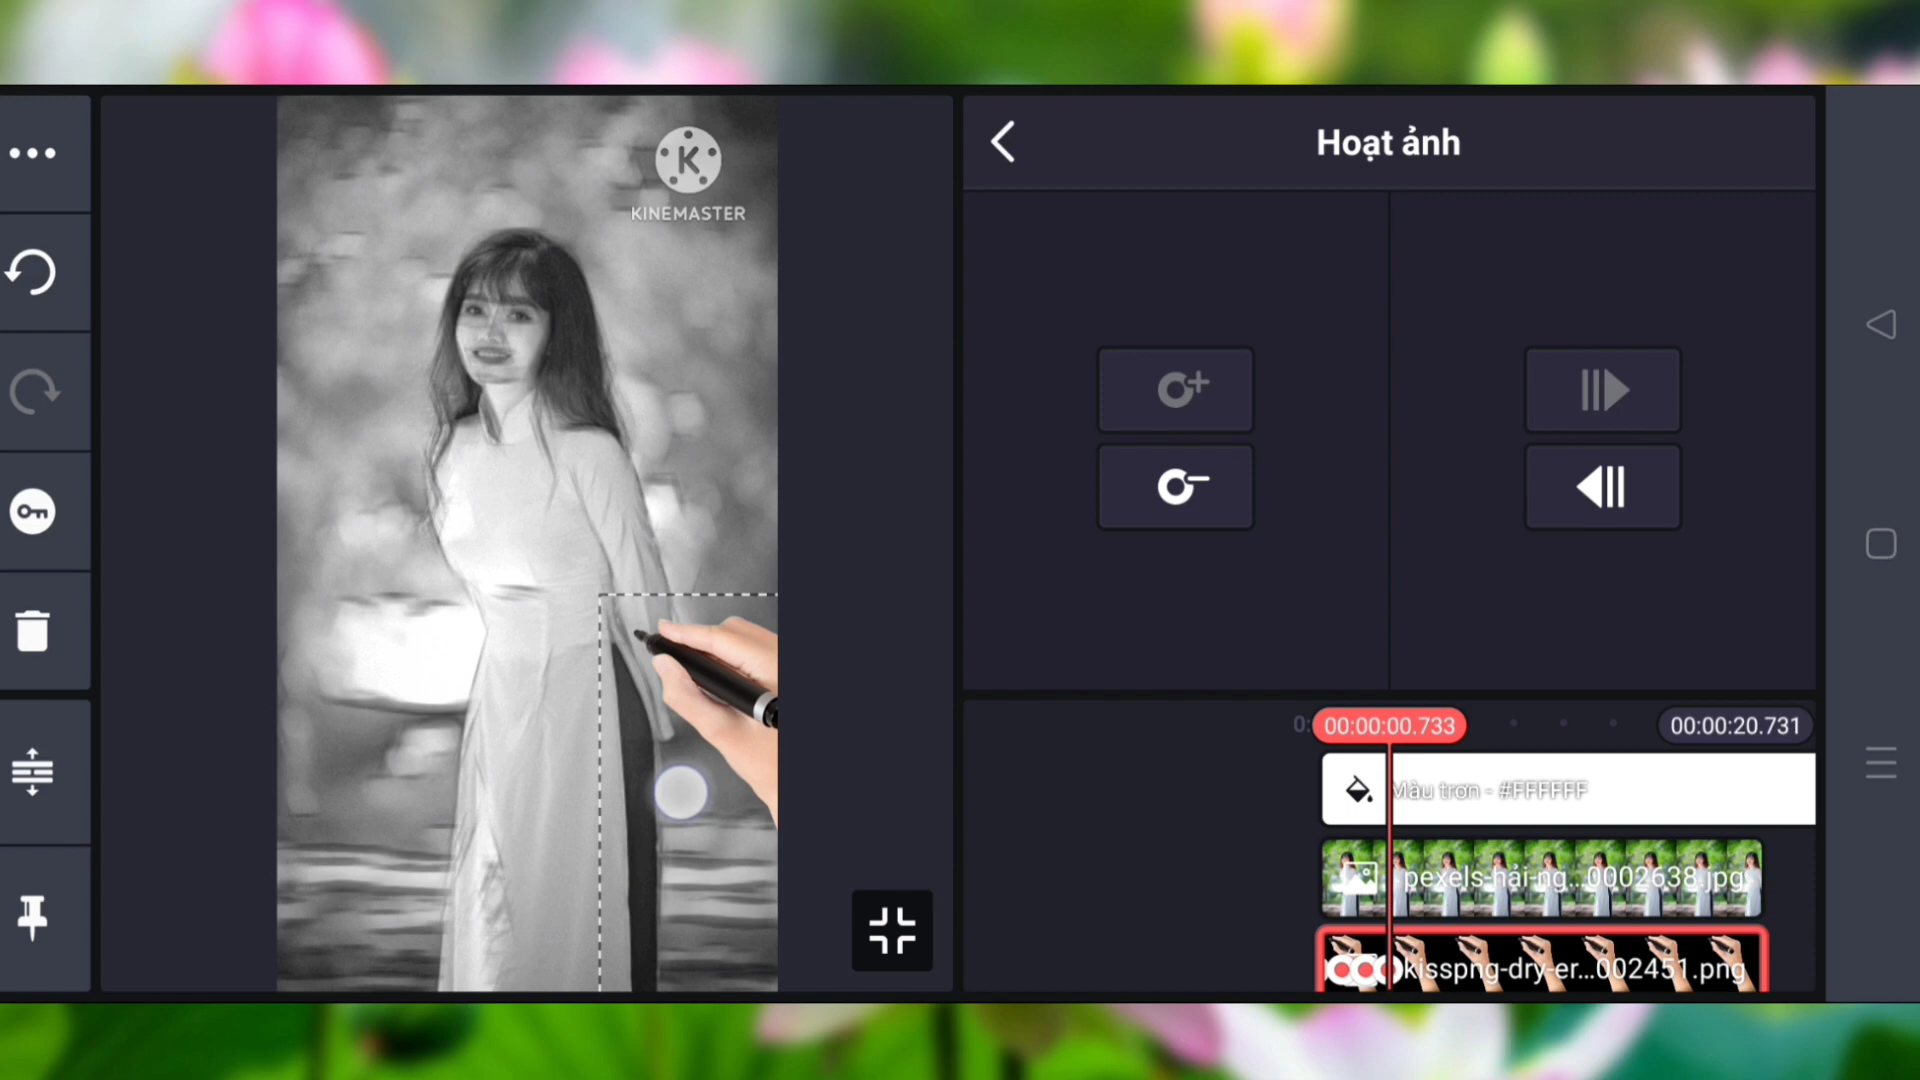 K
KINEMASTER
Hoạt ảnh
00:00:00.733
00:00:20.731
Màu trơn - #FFFFFF
pexels-hải-ng...0002638.jpg
kisspng-dry-er...002451.png